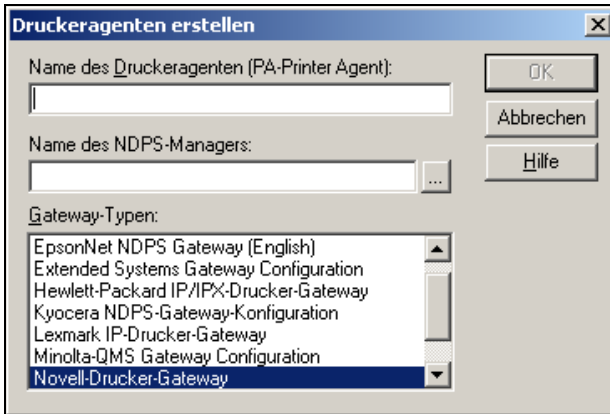 Druckeragenten erstellen
Name des Druckeragenten (PA-Printer Agent):
OK
Abbrechen
Name des NDPS-Managers:
...
Hilfe
Gateway-Typen:
EpsonNet NDPS Gateway (English)
Extended Systems Gateway Configuration
Hewlett-Packard IP/IPX-Drucker-Gateway
Kyocera NDPS-Gateway-Konfiguration
Lexmark IP-Drucker-Gateway
Minolta-QMS Gateway Configuration
Novell-Drucker-Gateway